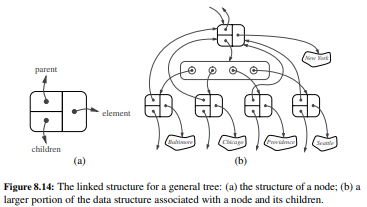 parent
element
children
(a)
New York
Baltimore
Chicago
Providence
Seattle
(b)
Figure 8.14: The linked structure for a general tree: (a) the structure of a node; (b) a
larger portion of the data structure associated with a node and its children.